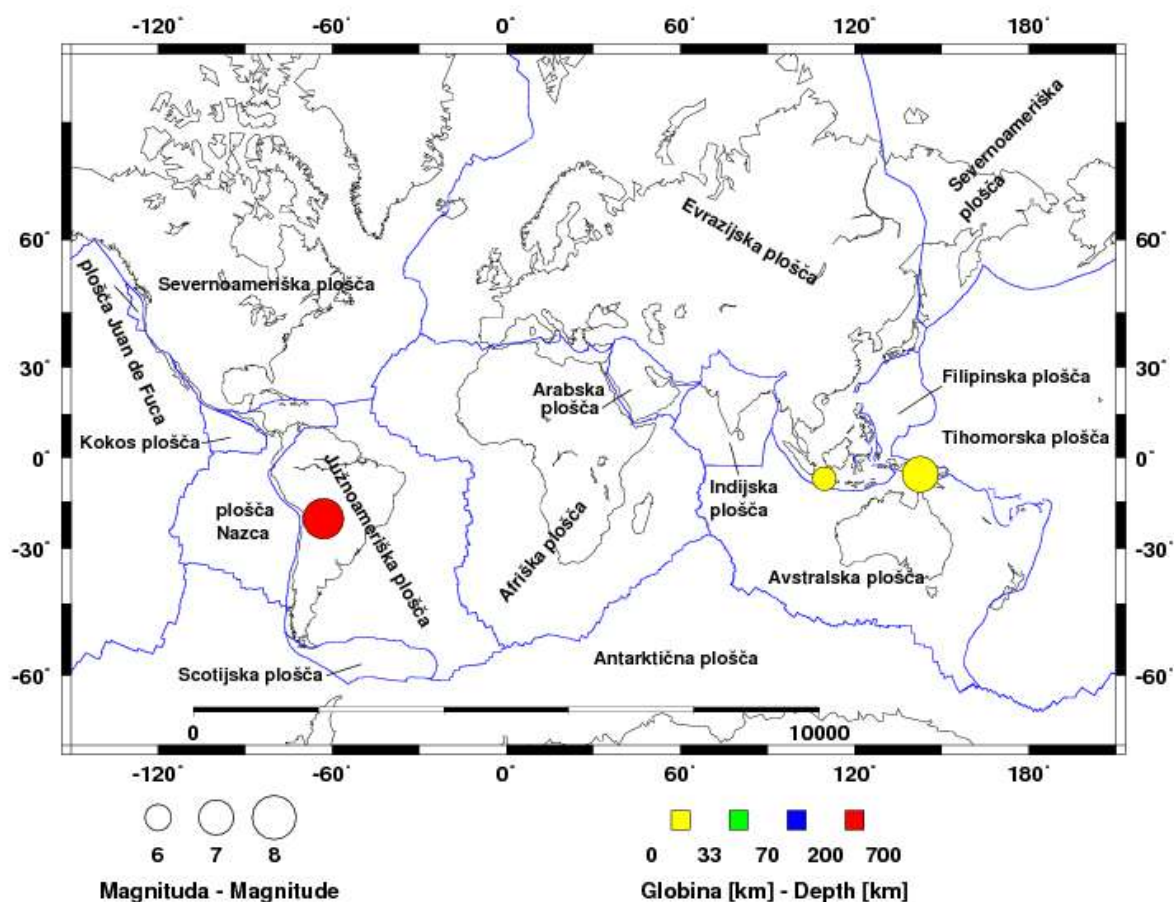 -120° -60° 0° 60° 120° 180°
Severnoameriška
plošča
Evrazijska plošča
60° 60°
plošča Juan de Fuca
Severnoameriška plošča
30° 30°
Arabska
plošča
Filipinska plošča
Kokos plošča
Tihomorska plošča
0° 0°
Južnoameriška plošča
Indijska
plošča
plošča
Nazca
Afriška plošča
-30° -30°
Avstralska plošča
Antarktična plošča
Scotijska plošča
-60° -60°
0 10000
-120° -60° 0° 60° 120° 180°
6 7 8
0 33 70 200 700
Magnituda - Magnitude
Globina [km] - Depth [km]